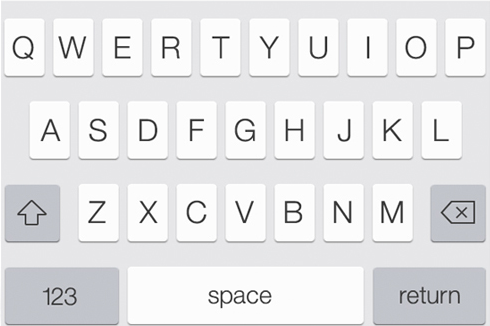 Q W E R T Y U I O P
A S D F G H J K L
Z X C V B N M
123 space return